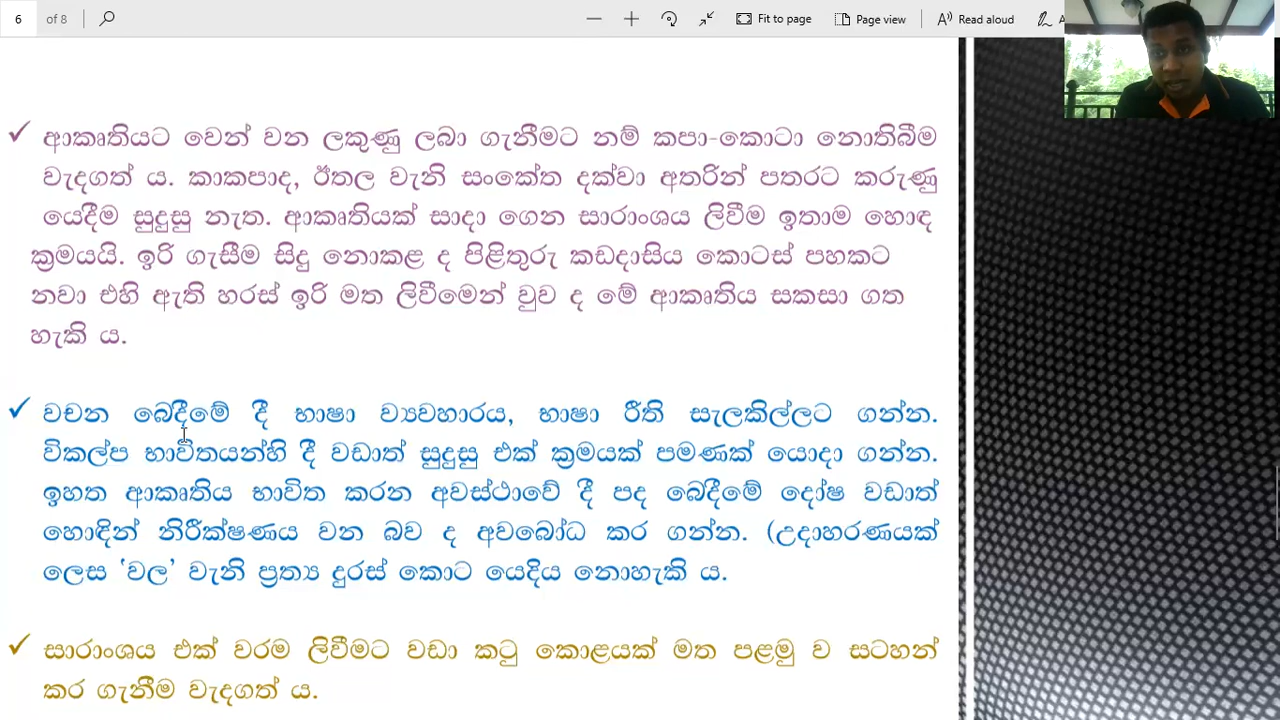 6 of 8 Fit to page Page view Read aloud
✓ ආකෘතියට වෙන් වන ලකුණු ලබා ගැනීමට නම් කපා-කොටා නොතිබීම
වැදගත් ය. කාකපාද, ඊතල වැනි සංකේත දක්වා අතරින් පතරට කරුණු
යෙදීම සුදුසු නැත. ආකෘතියක් සාදා ගෙන සාරාංශය ලිවීම ඉතාම හොඳ
ක්‍රමයයි. ඉරි ගැසීම සිදු නොකළ ද පිළිතුරු කඩදාසිය කොටස් පහකට
නවා එහි ඇති හරස් ඉරි මත ලිවීමෙන් වුව ද මේ ආකෘතිය සකසා ගත
හැකි ය.
✓ වචන බෙදීමේ දී භාෂා ව්‍යවහාරය, භාෂා රීති සැලකිල්ලට ගන්න.
විකල්ප භාවිතයන්හි දී වඩාත් සුදුසු එක් ක්‍රමයක් පමණක් යොදා ගන්න.
ඉහත ආකෘතිය භාවිත කරන අවස්ථාවේ දී පද බෙදීමේ දෝෂ වඩාත්
හොඳින් නිරීක්ෂණය වන බව ද අවබෝධ කර ගන්න. (උදාහරණයක්
ලෙස ‘වල’ වැනි ප්‍රත්‍ය දුරස් කොට යෙදිය නොහැකි ය.
✓ සාරාංශය එක් වරම ලිවීමට වඩා කටු කොළයක් මත පළමු ව සටහන්
කර ගැනීම වැදගත් ය.